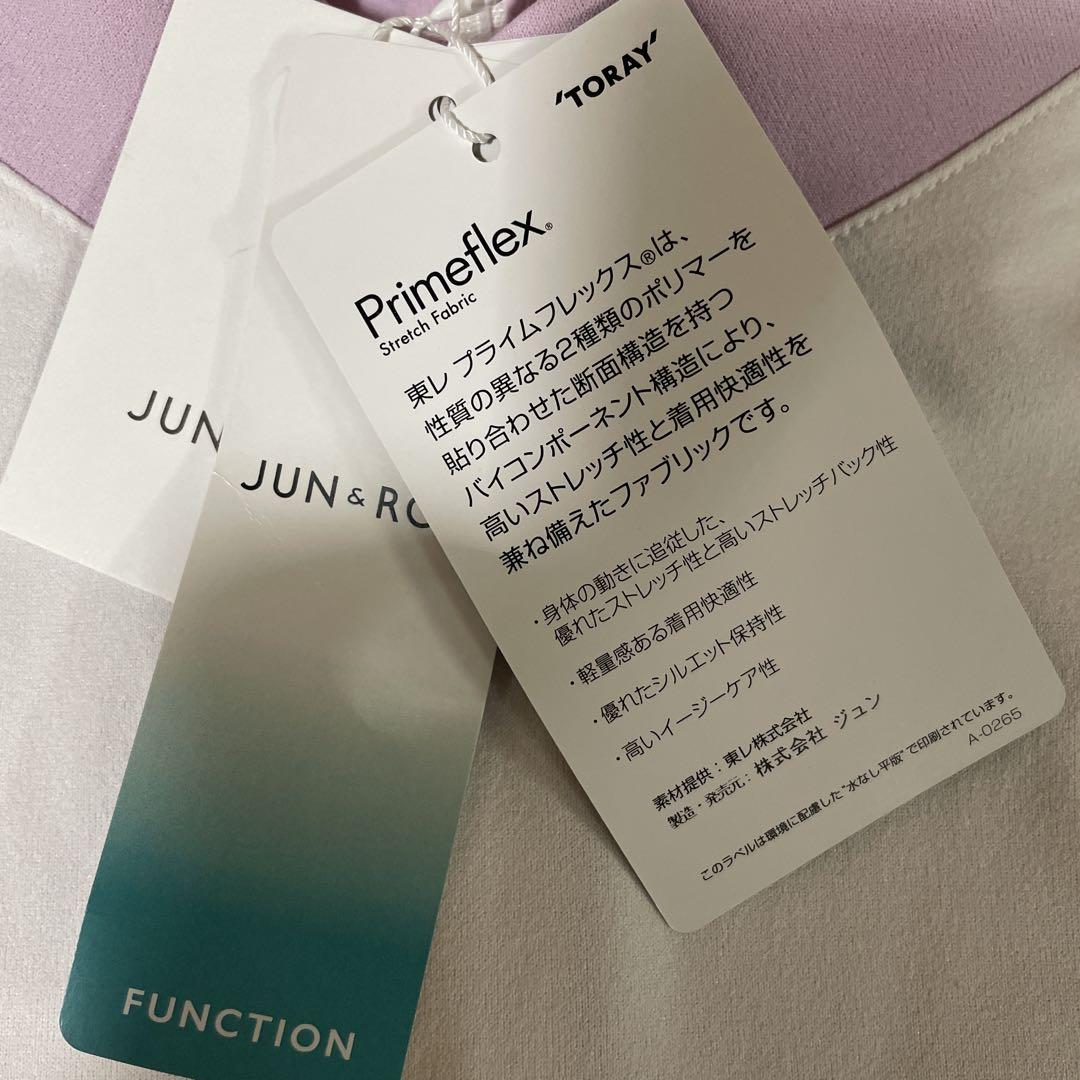 'TORAY'
Primeflex®
Stretch Fabric
東レ プライムフレックス®は、
性質の異なる2種類のポリマーを
貼り合わせた断面構造を持つ
バイコンポーネント構造により、
高いストレッチ性と着用快適性を
兼ね備えたファブリックです。
・身体の動きに追従した、
優れたストレッチ性と高いストレッチバック性
・軽量感ある着用快適性
・優れたシルエット保持性
・高いイージーケア性
素材提供：東レ株式会社
製造・発売元：株式会社 ジュン
このラベルは環境に配慮した"水なし平版"で印刷されています。
A-0265
JUN
JUN & RO
FUNCTION